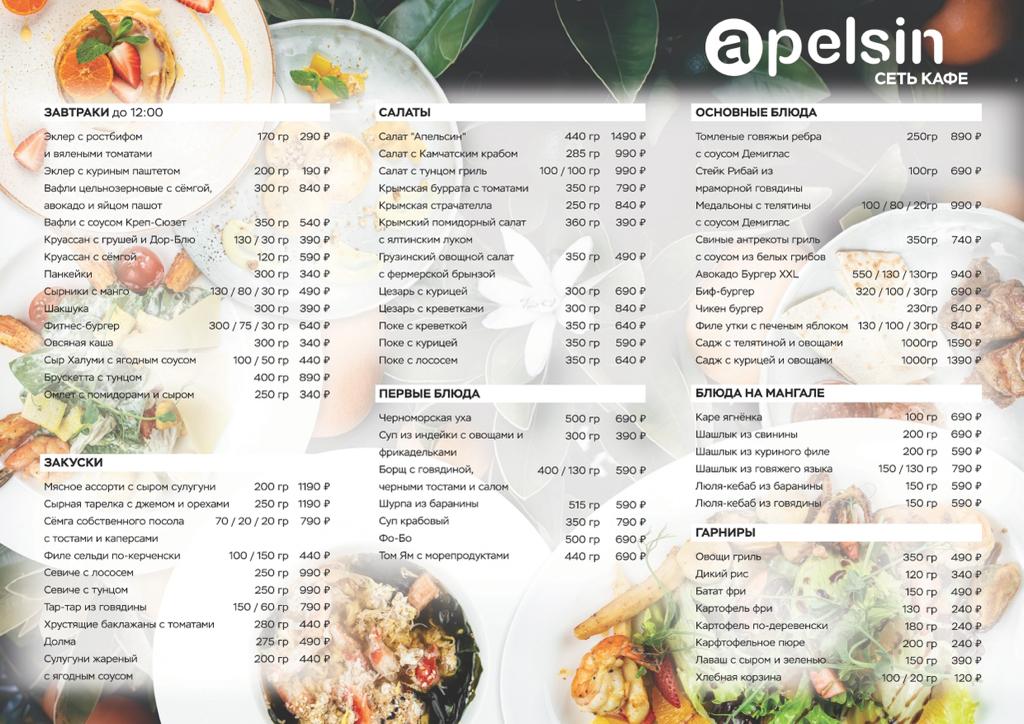 apelsin
СЕТЬ КАФЕ
ЗАВТРАКИ до 12:00
Эклер с ростбифом 170 гр 290 ₽
и вялеными томатами
Эклер с куриным паштетом 200 гр 190 ₽
Вафли цельнозерновые с сёмгой, 300 гр 840 ₽
авокадо и яйцом пашот
Вафли с соусом Креп-Сюзет 350 гр 540 ₽
Круассан с грушей и Дор-Блю 130 / 30 гр 390 ₽
Круассан с сёмгой 120 гр 590 ₽
Панкейки 300 гр 340 ₽
Сырники с манго 130 / 80 / 30 гр 490 ₽
Шакшука 300 гр 390 ₽
Фитнес-бургер 300 / 75 / 30 гр 640 ₽
Овсяная каша 300 гр 340 ₽
Сыр Халуми с ягодным соусом 100 / 50 гр 440 ₽
Брускетта с тунцом 400 гр 890 ₽
Омлет с помидорами и сыром 250 гр 340 ₽
ЗАКУСКИ
Мясное ассорти с сыром сулугуни 200 гр 1190 ₽
Сырная тарелка с джемом и орехами 250 гр 1190 ₽
Сёмга собственного посола 70 / 20 / 20 гр 790 ₽
с тостами и каперсами
Филе сельди по-керченски 100 / 150 гр 440 ₽
Севиче с лососем 250 гр 990 ₽
Севиче с тунцом 250 гр 990 ₽
Тар-тар из говядины 150 / 60 гр 790 ₽
Хрустящие баклажаны с томатами 280 гр 440 ₽
Долма 275 гр 490 ₽
Сулугуни жареный 200 гр 440 ₽
с ягодным соусом
САЛАТЫ
Салат "Апельсин" 440 гр 1490 ₽
Салат с Камчатским крабом 285 гр 990 ₽
Салат с тунцом гриль 100 / 100 гр 990 ₽
Крымская буррата с томатами 350 гр 790 ₽
Крымская страчателла 250 гр 840 ₽
Крымский помидорный салат 360 гр 390 ₽
с ялтинским луком
Грузинский овощной салат 350 гр 490 ₽
с фермерской брынзой
Цезарь с курицей 300 гр 690 ₽
Цезарь с креветками 300 гр 840 ₽
Поке с креветкой 350 гр 640 ₽
Поке с курицей 350 гр 590 ₽
Поке с лососем 350 гр 640 ₽
ПЕРВЫЕ БЛЮДА
Черноморская уха 500 гр 690 ₽
Суп из индейки с овощами и 300 гр 390 ₽
фрикадельками
Борщ с говядиной, 400 / 130 гр 590 ₽
черными тостами и салом
Шурпа из баранины 515 гр 590 ₽
Суп крабовый 350 гр 790 ₽
Фо-Бо 500 гр 690 ₽
Том Ям с морепродуктами 440 гр 690 ₽
ОСНОВНЫЕ БЛЮДА
Томленые говяжьи ребра 250гр 890 ₽
с соусом Демиглас
Стейк Рибай из 100гр 690 ₽
мраморной говядины
Медальоны с телятины 100 / 80 / 20гр 990 ₽
с соусом Демиглас
Свиные антрекоты гриль 350гр 740 ₽
с соусом из белых грибов
Авокадо Бургер XXL 550 / 130 / 130гр 940 ₽
Биф-бургер 320 / 100 / 30гр 690 ₽
Чикен бургер 230гр 640 ₽
Филе утки с печеным яблоком 130 / 100 / 30гр 840 ₽
Садж с телятиной и овощами 1000гр 1590 ₽
Садж с курицей и овощами 1000гр 1390 ₽
БЛЮДА НА МАНГАЛЕ
Каре ягнёнка 100 гр 690 ₽
Шашлык из свинины 200 гр 690 ₽
Шашлык из куриного филе 200 гр 590 ₽
Шашлык из говяжего языка 150 / 130 гр 790 ₽
Люля-кебаб из баранины 150 гр 590 ₽
Люля-кебаб из говядины 150 гр 590 ₽
ГАРНИРЫ
Овощи гриль 350 гр 490 ₽
Дикий рис 120 гр 340 ₽
Батат фри 150 гр 490 ₽
Картофель фри 130 гр 240 ₽
Картофель по-деревенски 180 гр 240 ₽
Карфтофельное пюре 200 гр 240 ₽
Лаваш с сыром и зеленью 150 гр 390 ₽
Хлебная корзина 100 / 20 гр 120 ₽